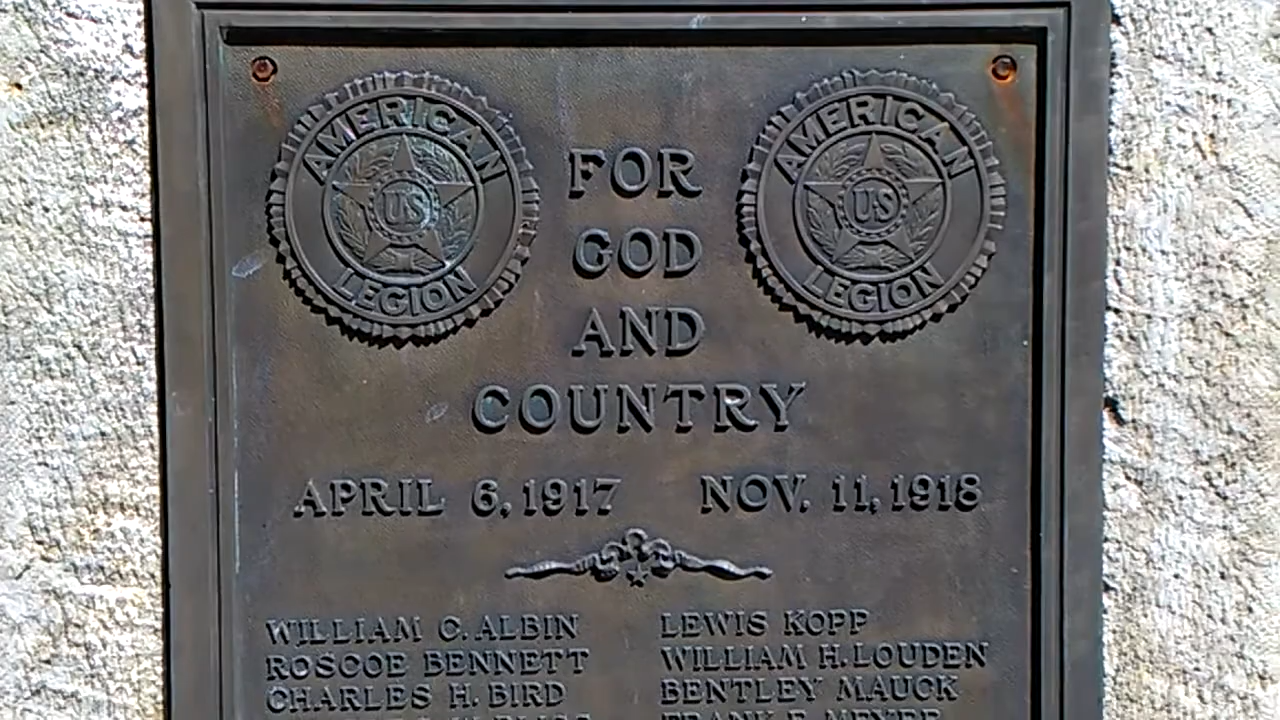 AMERICAN
US
LEGION
AMERICAN
US
LEGION
FOR
GOD
AND
COUNTRY
APRIL 6, 1917 NOV. 11, 1918
WILLIAM C. ALBIN
ROSCOE BENNETT
CHARLES H. BIRD
LEWIS KOPP
WILLIAM H. LOUDEN
BENTLEY MAUCK